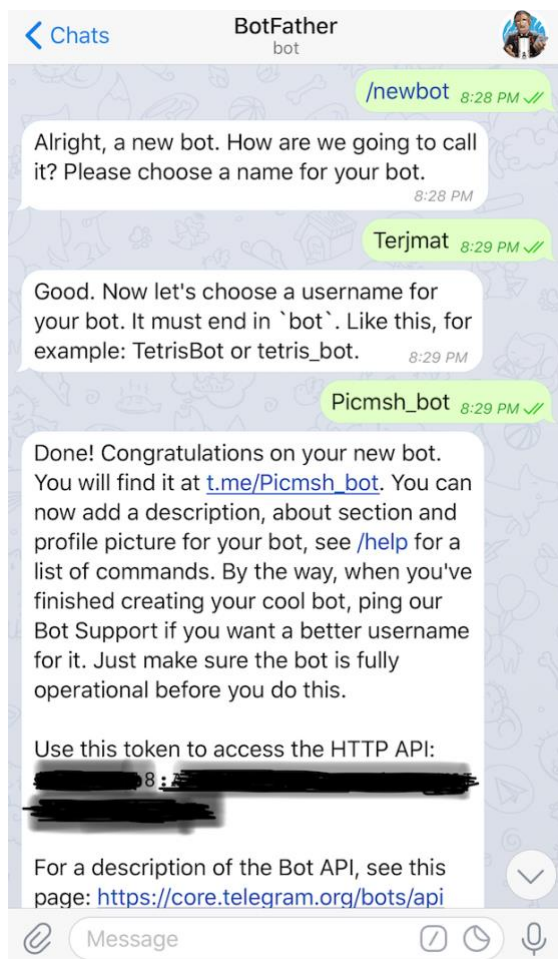 Chats
BotFather
bot
/newbot 8:28 PM
Alright, a new bot. How are we going to call
it? Please choose a name for your bot.
8:28 PM
Terjmat 8:29 PM
Good. Now let's choose a username for
your bot. It must end in `bot`. Like this, for
example: TetrisBot or tetris_bot.
8:29 PM
Picmsh_bot 8:29 PM
Done! Congratulations on your new bot.
You will find it at t.me/Picmsh_bot. You can
now add a description, about section and
profile picture for your bot, see /help for a
list of commands. By the way, when you've
finished creating your cool bot, ping our
Bot Support if you want a better username
for it. Just make sure the bot is fully
operational before you do this.
Use this token to access the HTTP API:
8:
For a description of the Bot API, see this
page: https://core.telegram.org/bots/api
Message